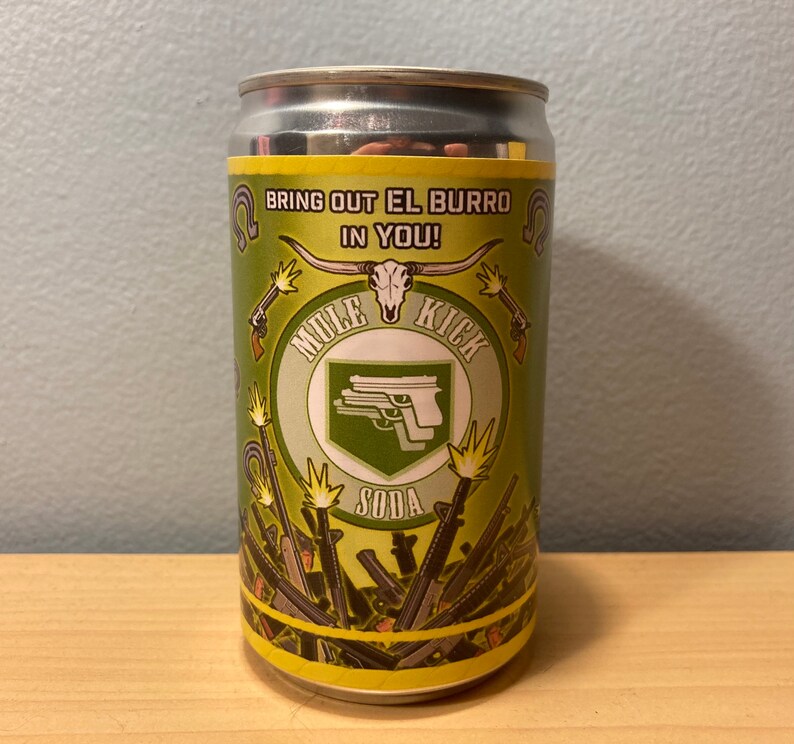 BRING OUT EL BURRO
IN YOU!
MULE KICK
SODA